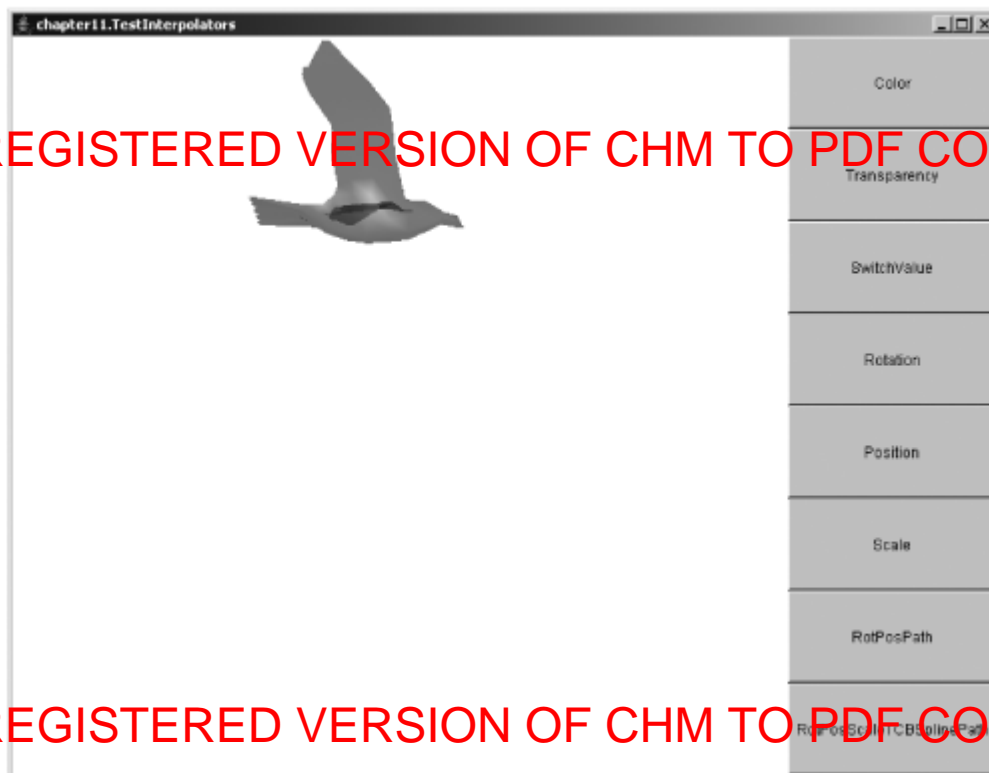 chapter11.TestInterpolators
Color
EGISTERED VERSION OF CHM TO PDF CO
Transparency
SwitchValue
Rotation
Position
Scale
RotPosPath
EGISTERED VERSION OF CHM TO PDF CO
RotPosScaleTCBSplinePath